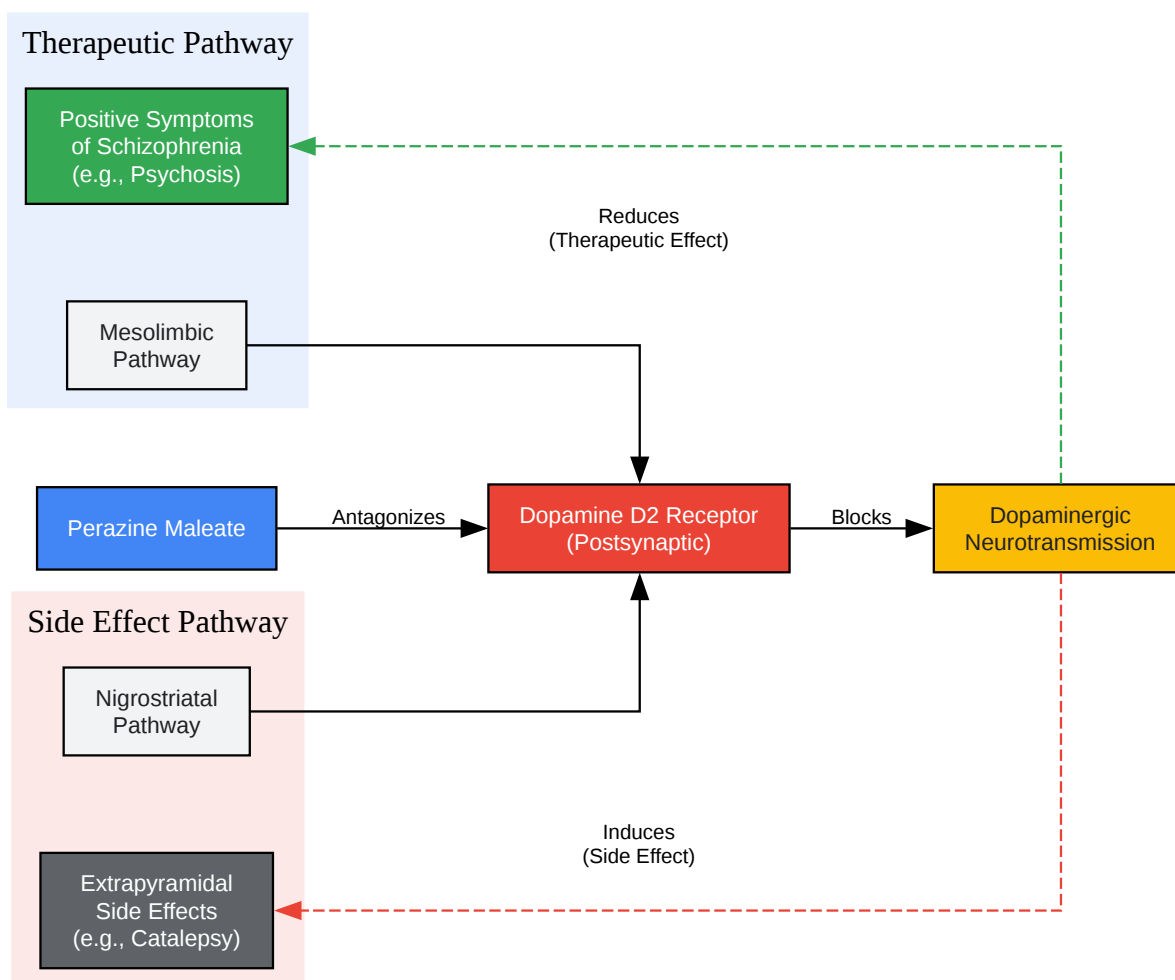 Therapeutic Pathway
Positive Symptoms
of Schizophrenia
(e.g., Psychosis)
Reduces
(Therapeutic Effect)
Mesolimbic
Pathway
Perazine Maleate
Antagonizes
Dopamine D2 Receptor
(Postsynaptic)
Blocks
Dopaminergic
Neurotransmission
Side Effect Pathway
Nigrostriatal
Pathway
Induces
(Side Effect)
Extrapyramidal
Side Effects
(e.g., Catalepsy)